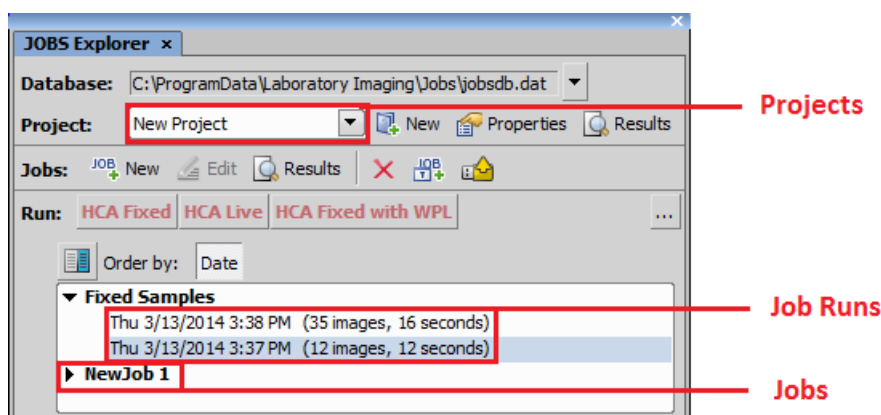 JOBS Explorer x
Database: C:\ProgramData\Laboratory Imaging\Jobs\jobsdb.dat
Projects
Project: New Project New Properties Results
Jobs: JOB New Edit Results JOB
Run: HCA Fixed HCA Live HCA Fixed with WPL ...
Order by: Date
Fixed Samples
Thu 3/13/2014 3:38 PM (35 images, 16 seconds)
Job Runs
Thu 3/13/2014 3:37 PM (12 images, 12 seconds)
NewJob 1
Jobs